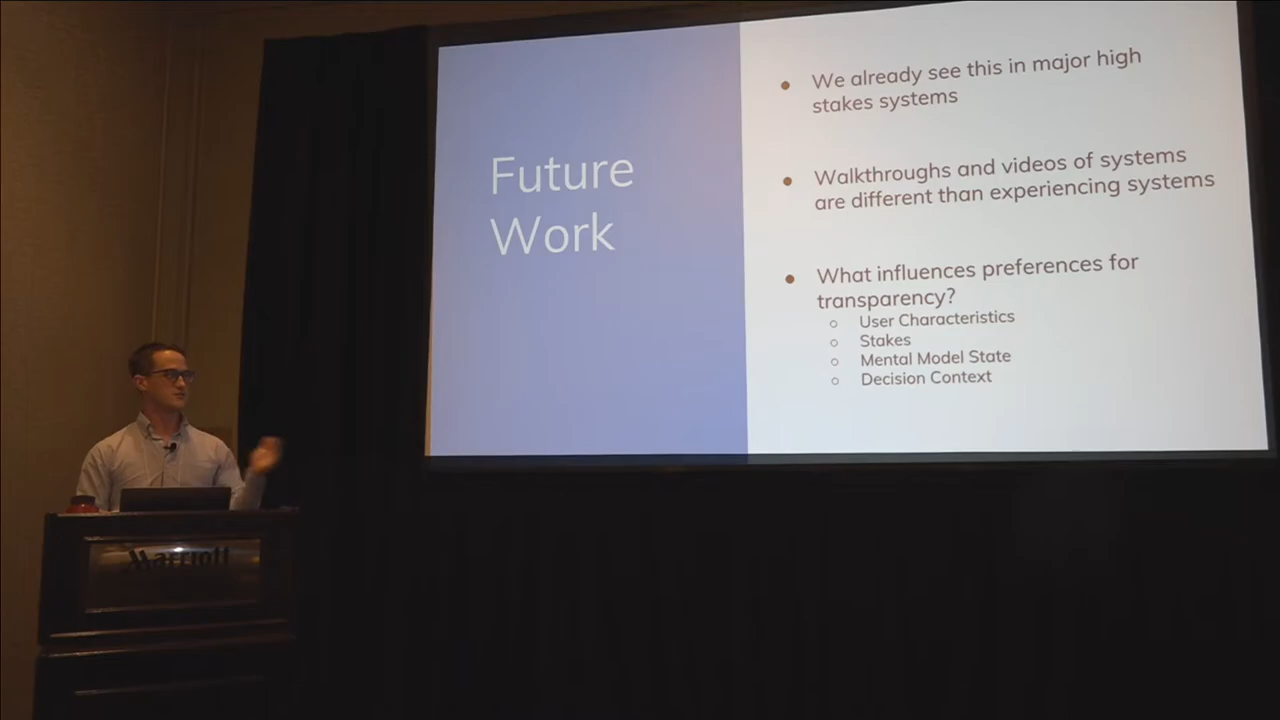 Future
Work
We already see this in major high
stakes systems
Walkthroughs and videos of systems
are different than experiencing systems
What influences preferences for
transparency?
User Characteristics
Stakes
Mental Model State
Decision Context
Marriott